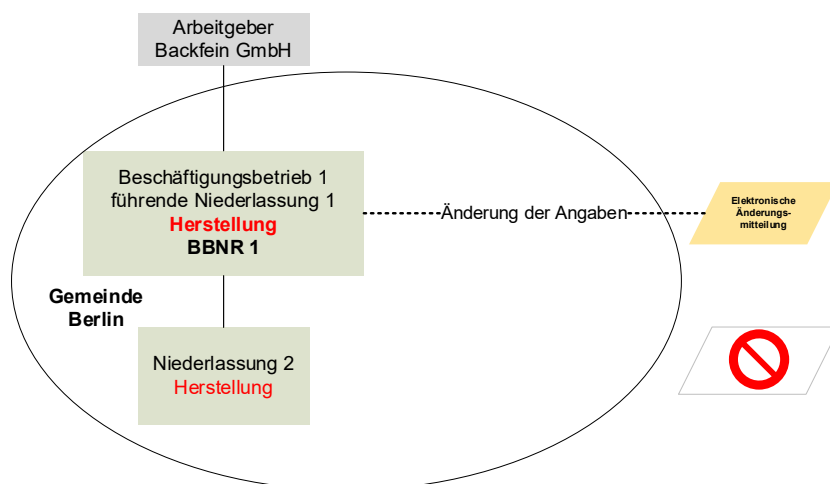 Arbeitgeber
Backfein GmbH
Beschäftigungsbetrieb 1
führende Niederlassung 1
Herstellung
BBNR 1
Änderung der Angaben
Elektronische
Änderungs-
mitteilung
Gemeinde
Berlin
Niederlassung 2
Herstellung